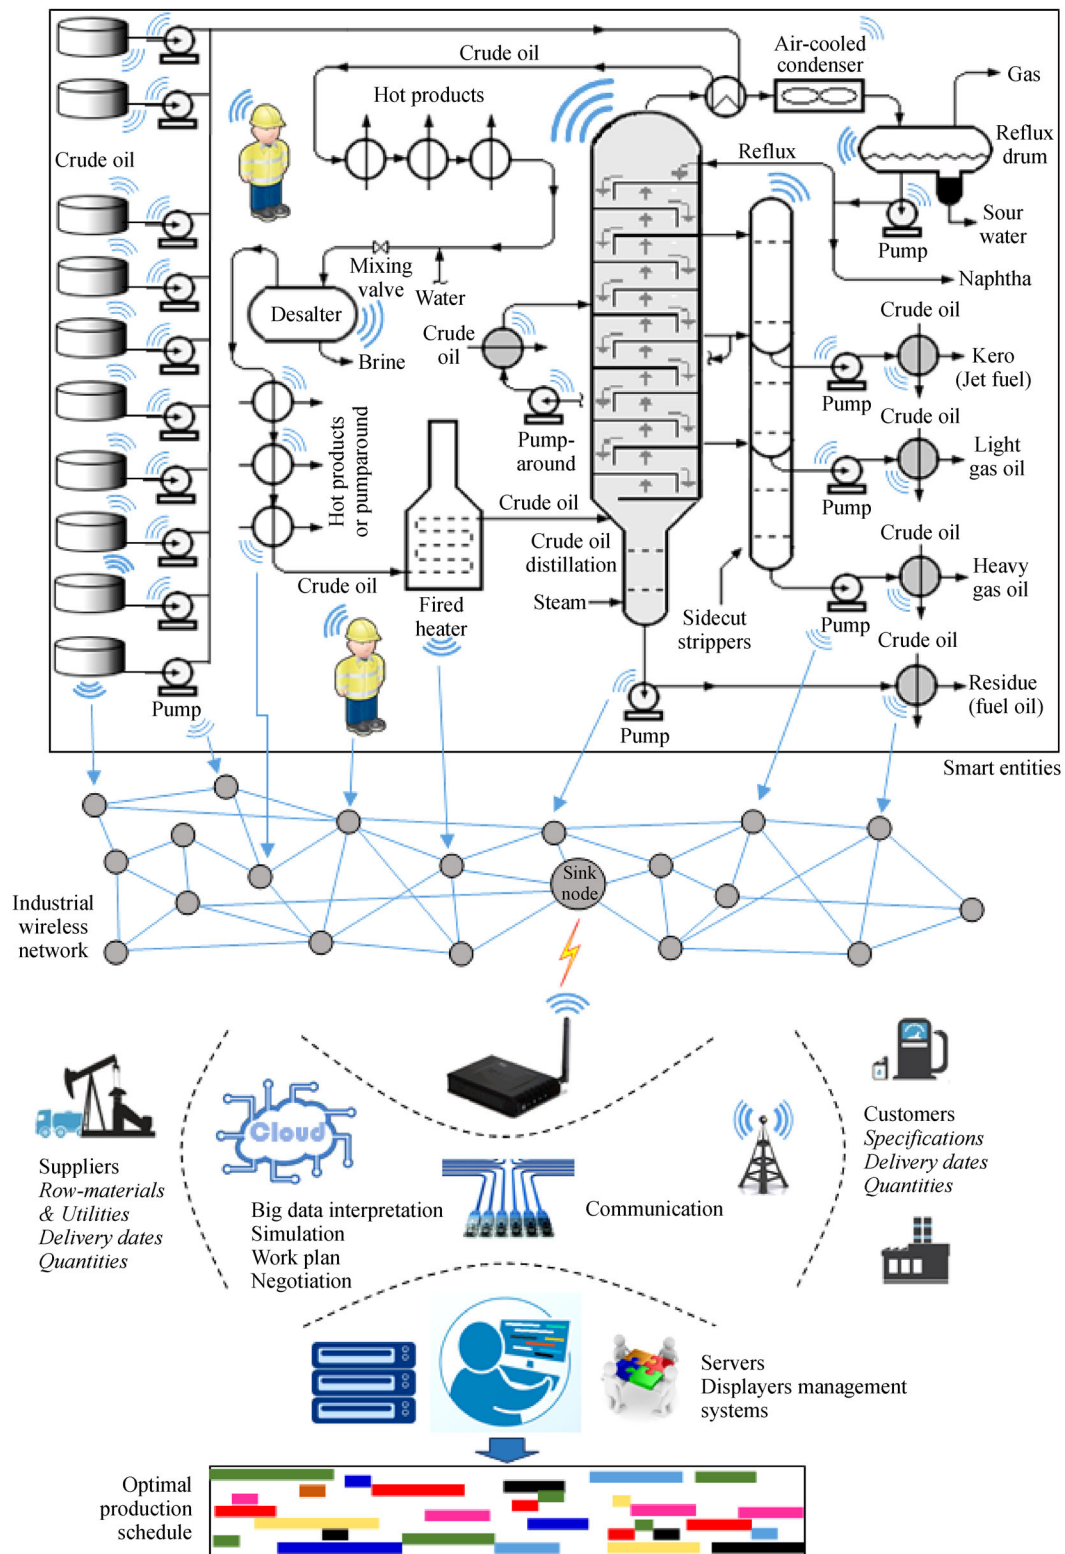 Crude oil
Air-cooled
condenser
Gas
Hot products
Reflux
drum
Crude oil
Reflux
Sour
water
Pump
Mixing
valve
Water
Naphtha
Desalter
Crude
oil
Crude oil
Brine
Kero
(Jet fuel)
Pump
Crude oil
Pump-
around
Light
gas oil
Hot products
or pumparound
Pump
Crude oil
Crude oil
distillation
Crude oil
Crude oil
Heavy
gas oil
Fired
heater
Steam
Sidecut
strippers
Pump
Crude oil
Residue
(fuel oil)
Pump
Pump
Smart entities
Sink
node
Industrial
wireless
network
Suppliers
Row-materials
& Utilities
Delivery dates
Quantities
Cloud
Big data interpretation
Simulation
Work plan
Negotiation
Communication
Customers
Specifications
Delivery dates
Quantities
Servers
Displayers management
systems
Optimal
production
schedule